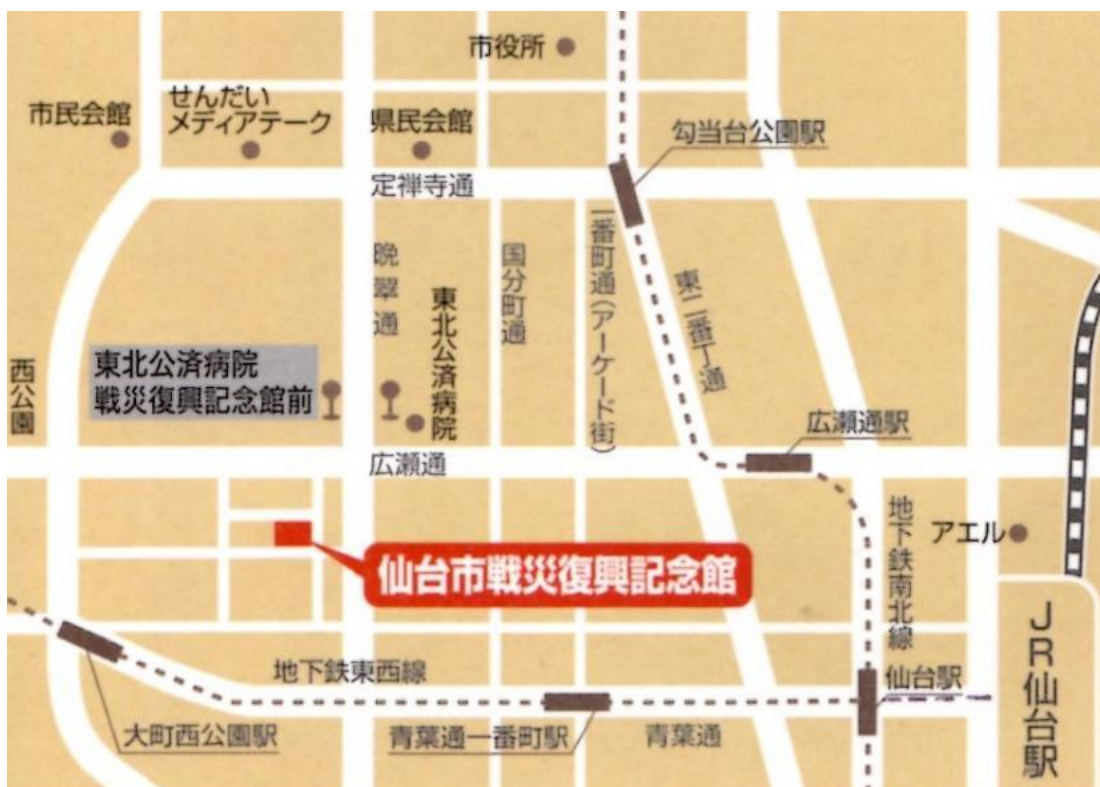 市役所
市民会館
せんだい
メディアテーク
県民会館
勾当台公園駅
定禅寺通
晩翠通
国分町通
一番町通(アーケード街)
東二番丁通
東北公済病院
西公園
東北公済病院
戦災復興記念館前
広瀬通駅
広瀬通
地下鉄南北線
アエル
仙台市戦災復興記念館
JR仙台駅
地下鉄東西線
仙台駅
大町西公園駅
青葉通一番町駅
青葉通